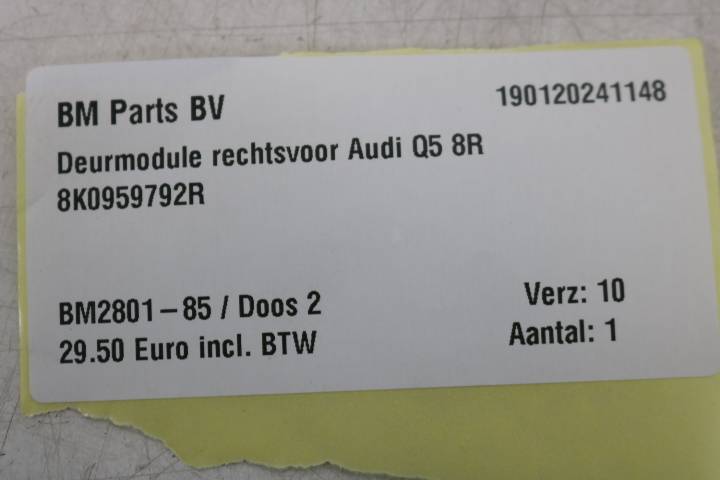 BM Parts BV 190120241148
Deurmodule rechtsvoor Audi Q5 8R
8K0959792R
BM2801-85 / Doos 2 Verz: 10
29.50 Euro incl. BTW Aantal: 1